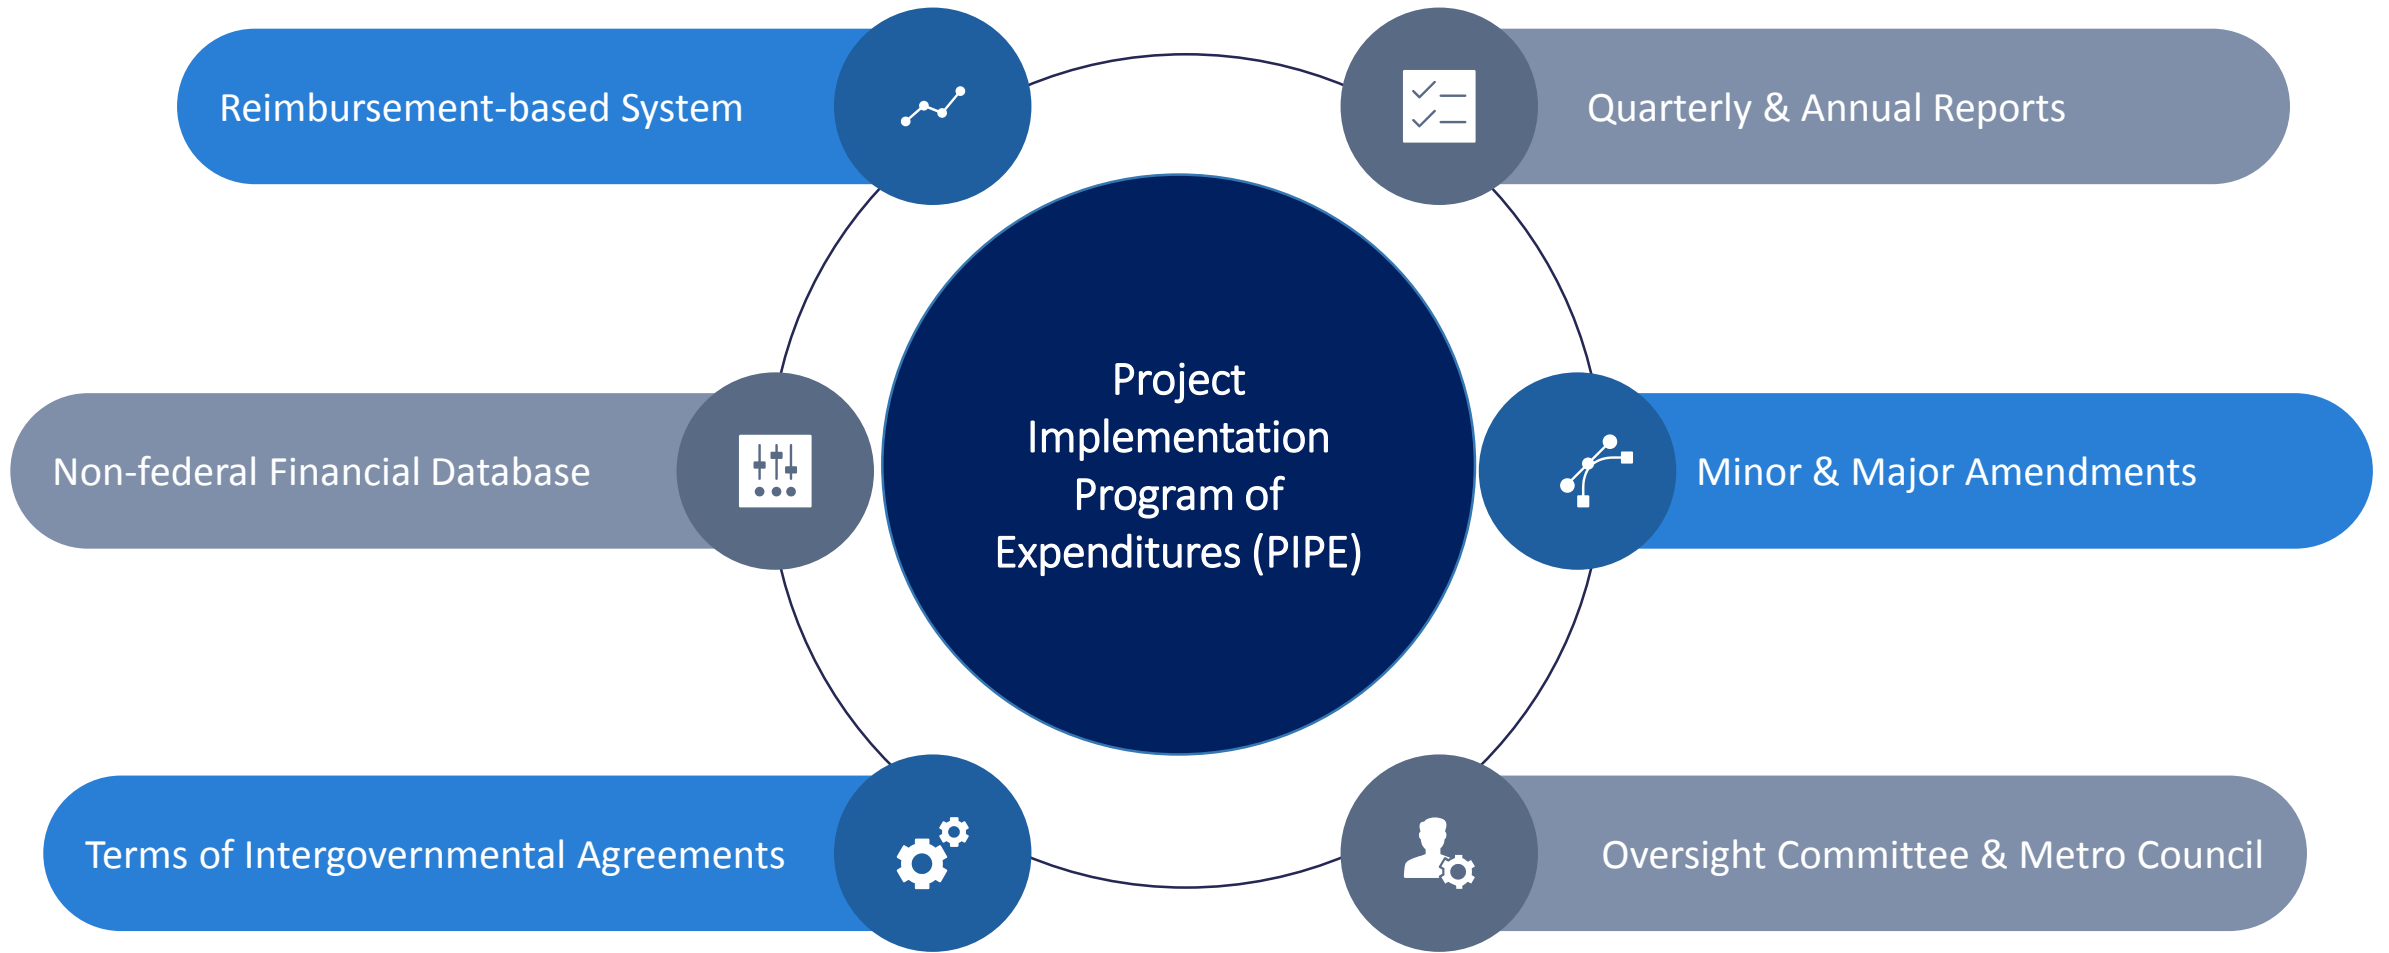 Reimbursement-based System
Quarterly & Annual Reports
Project
Implementation
Program of
Expenditures (PIPE)
Non-federal Financial Database
Minor & Major Amendments
Terms of Intergovernmental Agreements
Oversight Committee & Metro Council